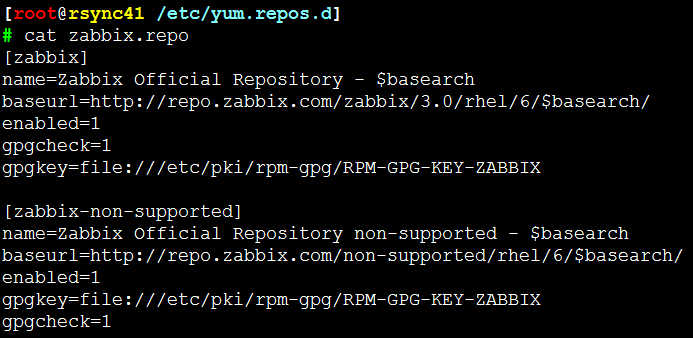 [root@rsync41 /etc/yum.repos.d]
# cat zabbix.repo
[zabbix]
name=Zabbix Official Repository - $basearch
baseurl=http://repo.zabbix.com/zabbix/3.0/rhel/6/$basearch/
enabled=1
gpgcheck=1
gpgkey=file:///etc/pki/rpm-gpg/RPM-GPG-KEY-ZABBIX

[zabbix-non-supported]
name=Zabbix Official Repository non-supported - $basearch
baseurl=http://repo.zabbix.com/non-supported/rhel/6/$basearch/
enabled=1
gpgkey=file:///etc/pki/rpm-gpg/RPM-GPG-KEY-ZABBIX
gpgcheck=1